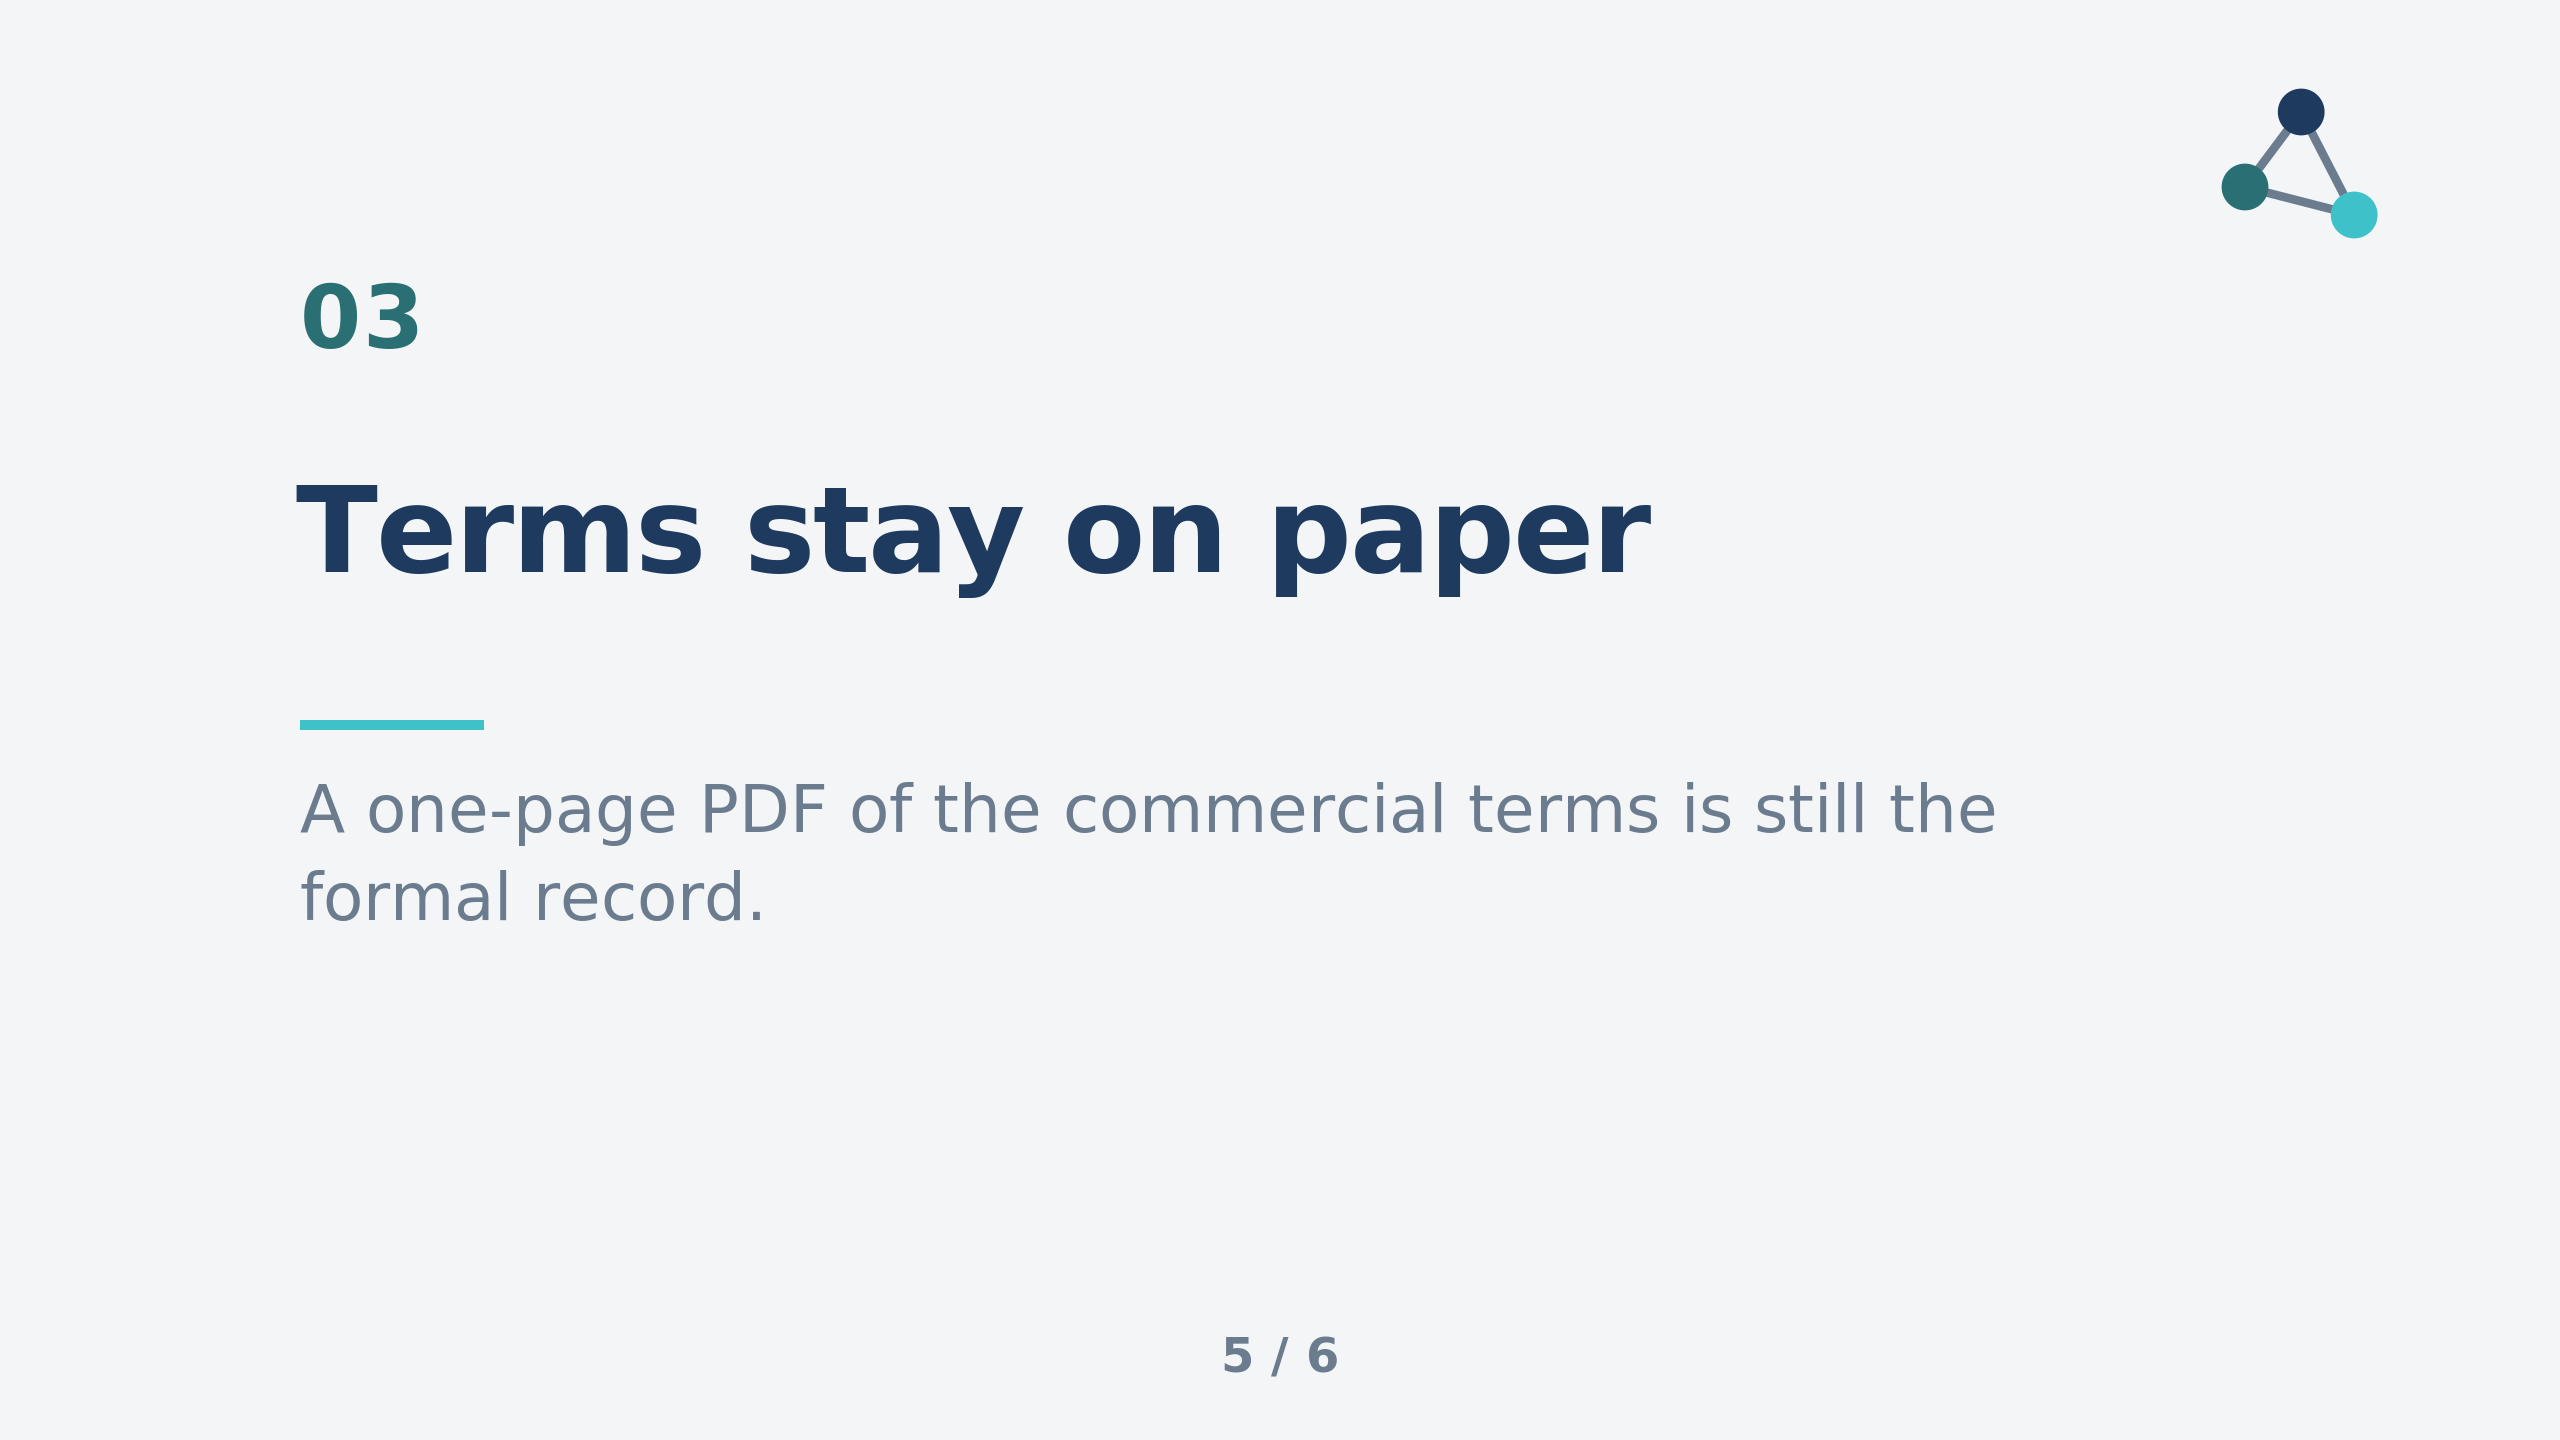 03
Terms stay on paper
A one-page PDF of the commercial terms is still the
formal record.
5 / 6